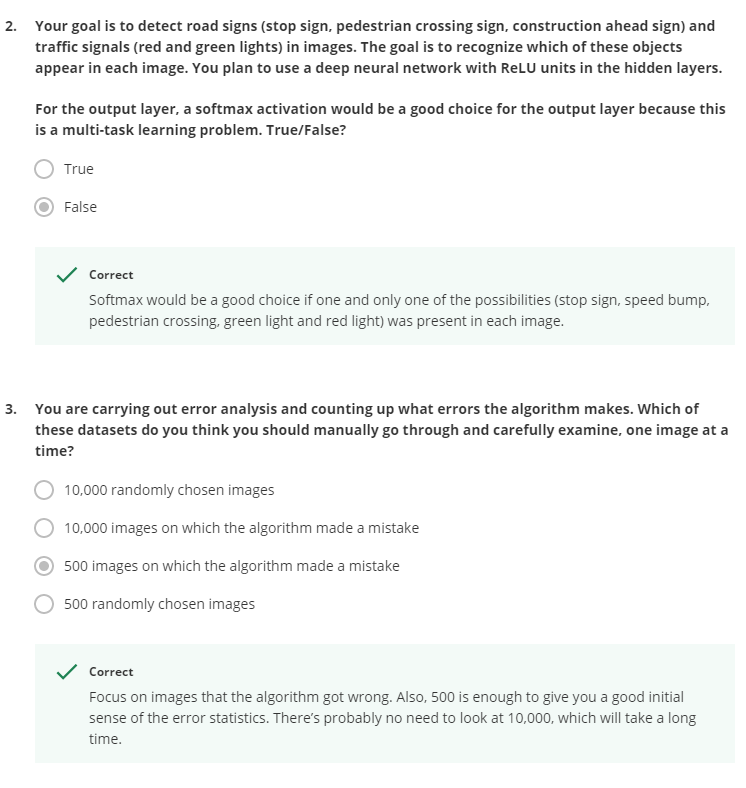 2. Your goal is to detect road signs (stop sign, pedestrian crossing sign, construction ahead sign) and
traffic signals (red and green lights) in images. The goal is to recognize which of these objects
appear in each image. You plan to use a deep neural network with ReLU units in the hidden layers.
For the output layer, a softmax activation would be a good choice for the output layer because this
is a multi-task learning problem. True/False?
True
False
Correct
Softmax would be a good choice if one and only one of the possibilities (stop sign, speed bump,
pedestrian crossing, green light and red light) was present in each image.
3. You are carrying out error analysis and counting up what errors the algorithm makes. Which of
these datasets do you think you should manually go through and carefully examine, one image at a
time?
10,000 randomly chosen images
10,000 images on which the algorithm made a mistake
500 images on which the algorithm made a mistake
500 randomly chosen images
Correct
Focus on images that the algorithm got wrong. Also, 500 is enough to give you a good initial
sense of the error statistics. There's probably no need to look at 10,000, which will take a long
time.